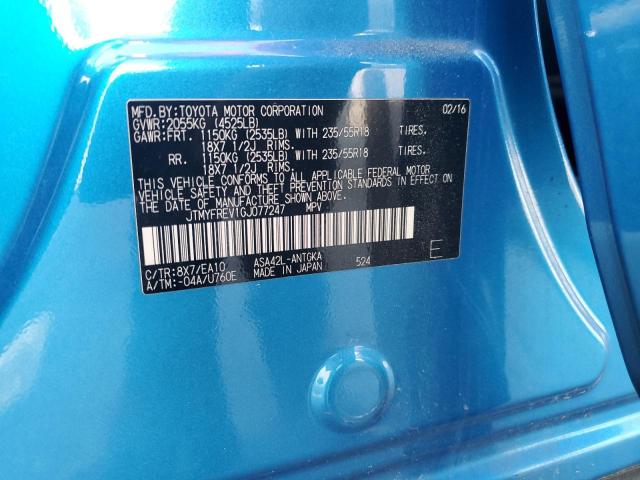 MFD.BY:TOYOTA MOTOR CORPORATION 02/16
GVWR:2055KG (4525LB)
GAWR:FRT. 1150KG (2535LB) WITH 235/55R18 TIRES,
18X7 1/2J RIMS.
RR. 1150KG (2535LB) WITH 235/55R18 TIRES,
18X7 1/2J RIMS.
THIS VEHICLE CONFORMS TO ALL APPLICABLE FEDERAL MOTOR
VEHICLE SAFETY AND THEFT PREVENTION STANDARDS IN EFFECT ON
THE DATE OF MANUFACTURE SHOWN ABOVE.
JTMYFREV1GJ077247 MPV
C/TR:8X7/EA10 ASA42L-ANTGKA 524
A/TM:-04A/U760E MADE IN JAPAN E